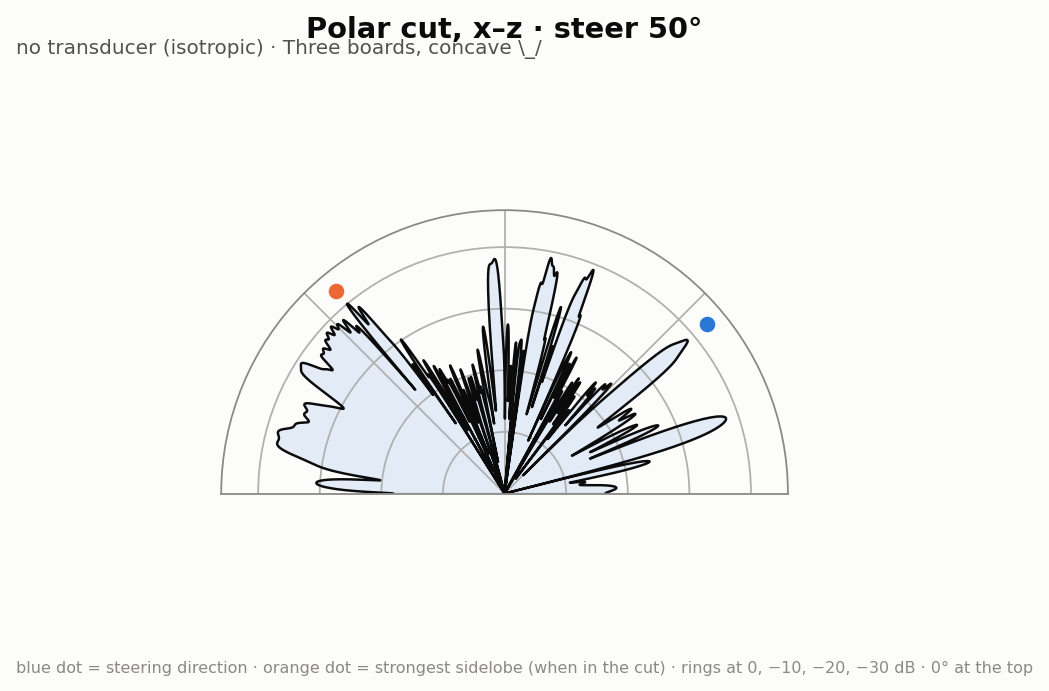 Polar cut, x–z · steer 50°
no transducer (isotropic) · Three boards, concave \_/
blue dot = steering direction · orange dot = strongest sidelobe (when in the cut) · rings at 0, −10, −20, −30 dB · 0° at the top